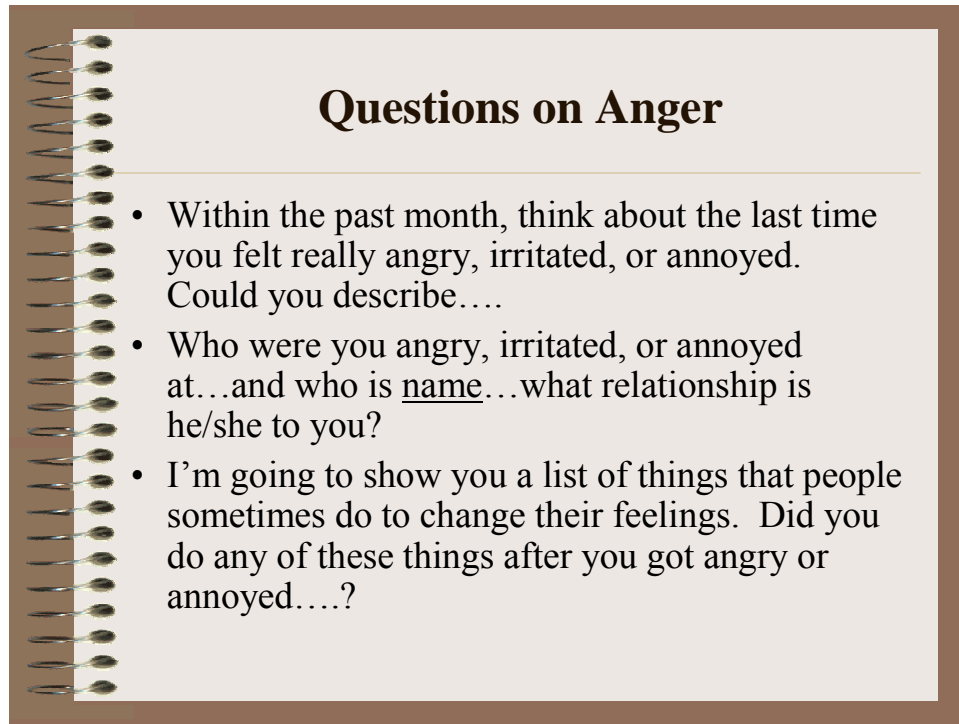 Questions on Anger
• Within the past month, think about the last time
you felt really angry, irritated, or annoyed.
Could you describe….
• Who were you angry, irritated, or annoyed
at…and who is name…what relationship is
he/she to you?
• I’m going to show you a list of things that people
sometimes do to change their feelings.  Did you
do any of these things after you got angry or
annoyed….?